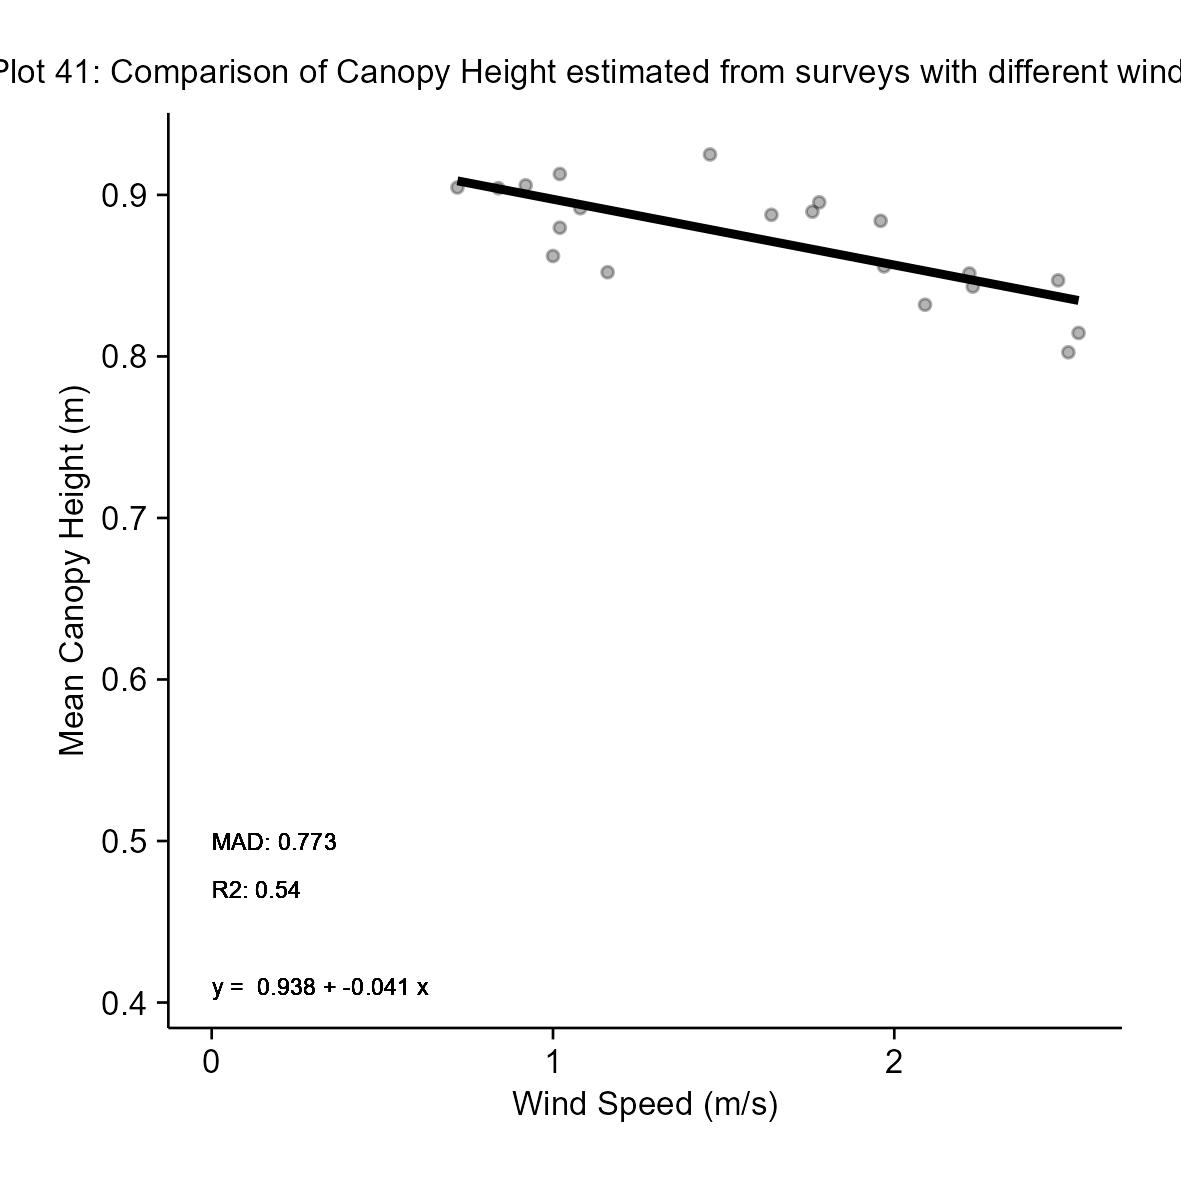 Plot 41: Comparison of Canopy Height estimated from surveys with different wind
0.9
0.8
0.7
0.6
0.5
0.4
Mean Canopy Height (m)
MAD: 0.773
R2: 0.54
y =  0.938 + -0.041 x
0 1 2
Wind Speed (m/s)